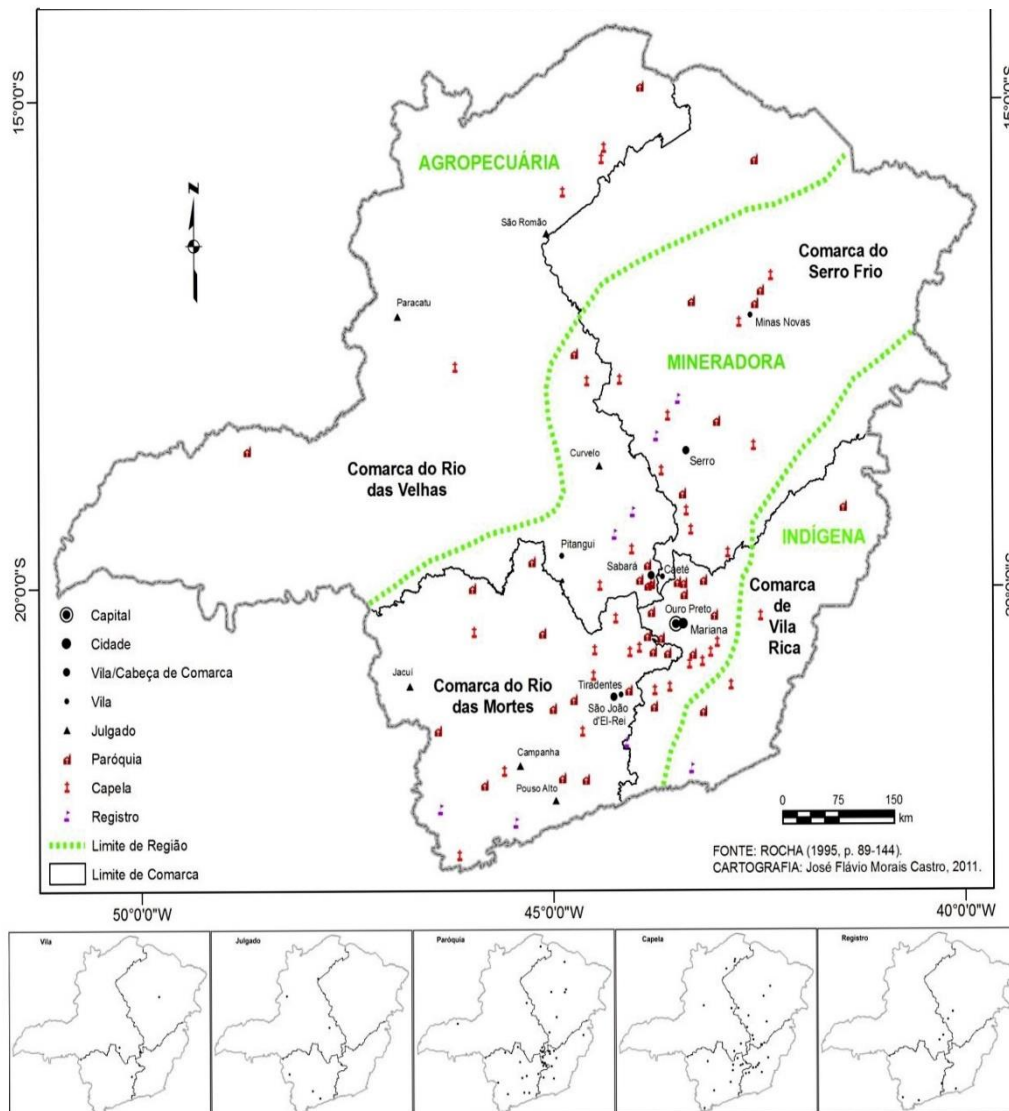 15°0'0"S
15°0'0"S
AGROPECUÁRIA
N
São Romão
Comarca do
Serro Frio
Paracatu
Minas Novas
MINERADORA
Curvelo
Serro
Comarca do Rio
das Velhas
INDÍGENA
Pitangui
Sabará
Caeté
20°0'0"S
Comarca
de
Vila
Rica
Capital
Ouro Preto
Cidade
Mariana
Vila/Cabeça de Comarca
Jacuí
Comarca do Rio
das Mortes
Tiradentes
São João
d'El-Rei
Vila
Julgado
Paróquia
Campanha
Capela
Pouso Alto
Registro
0 75 150
km
Limite de Região
Limite de Comarca
FONTE: ROCHA (1995, p. 89-144).
CARTOGRAFIA: José Flávio Morais Castro, 2011.
50°0'0"W
45°0'0"W
40°0'0"W
Vila
Julgado
Paróquia
Capela
Registro